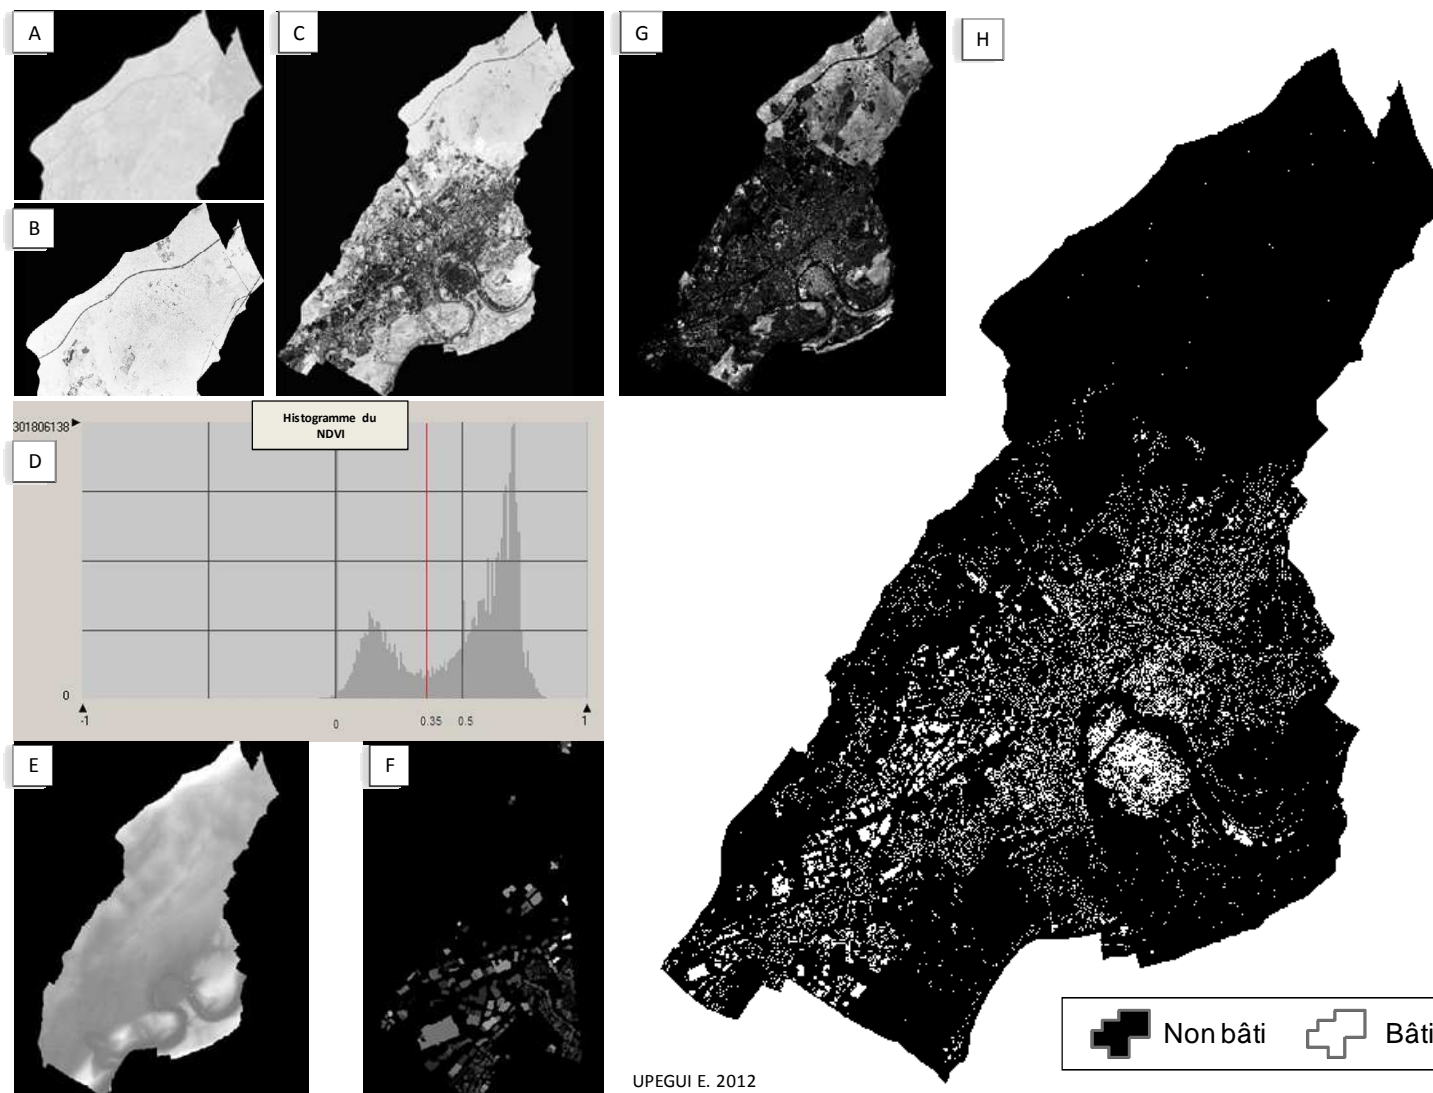 A
B
C
G
H
Histogramme du
NDVI
301806138
D
0
-1
0
0.35
0.5
1
E
F
Non bâti
Bâti
UPEGUI E. 2012